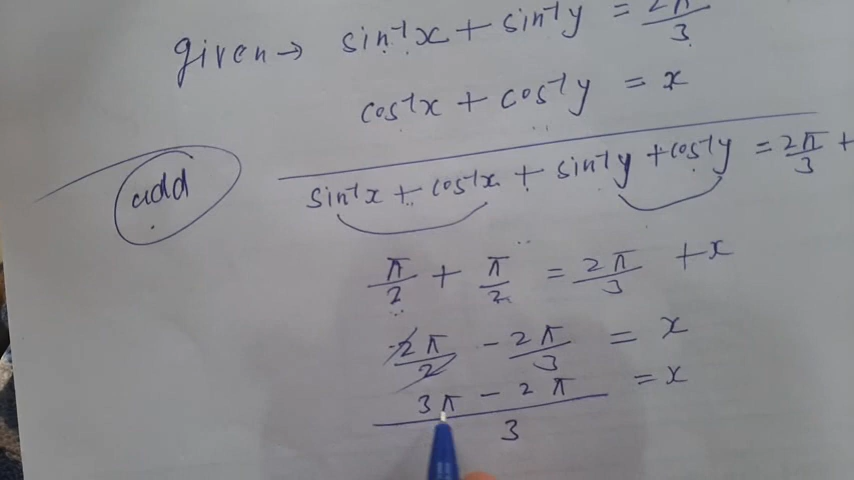 given → sin⁻¹x + sin⁻¹y = 2π/3
cos⁻¹x + cos⁻¹y = x
add
sin⁻¹x + cos⁻¹x + sin⁻¹y + cos⁻¹y = 2π/3 +
π/2 + π/2 = 2π/3 + x
2π/2 - 2π/3 = x
3π - 2π / 3 = x